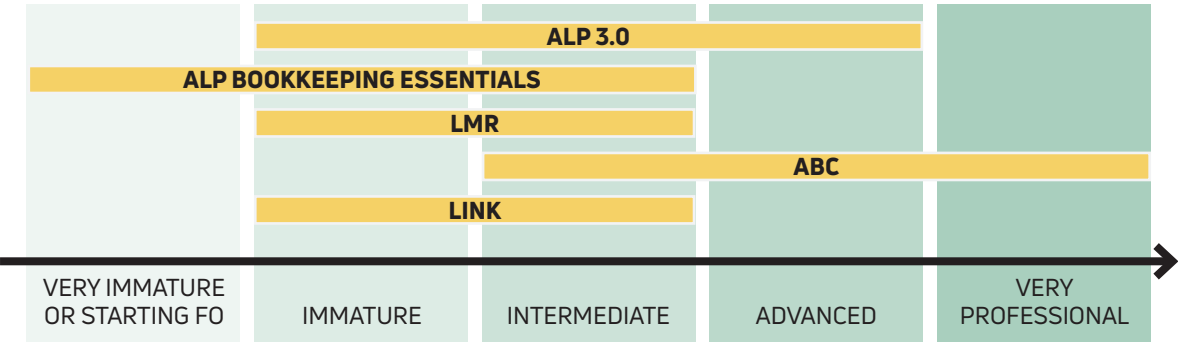 ALP 3.0
ALP BOOKKEEPING ESSENTIALS
LMR
ABC
LINK
VERY IMMATURE
OR STARTING FO
IMMATURE
INTERMEDIATE
ADVANCED
VERY
PROFESSIONAL